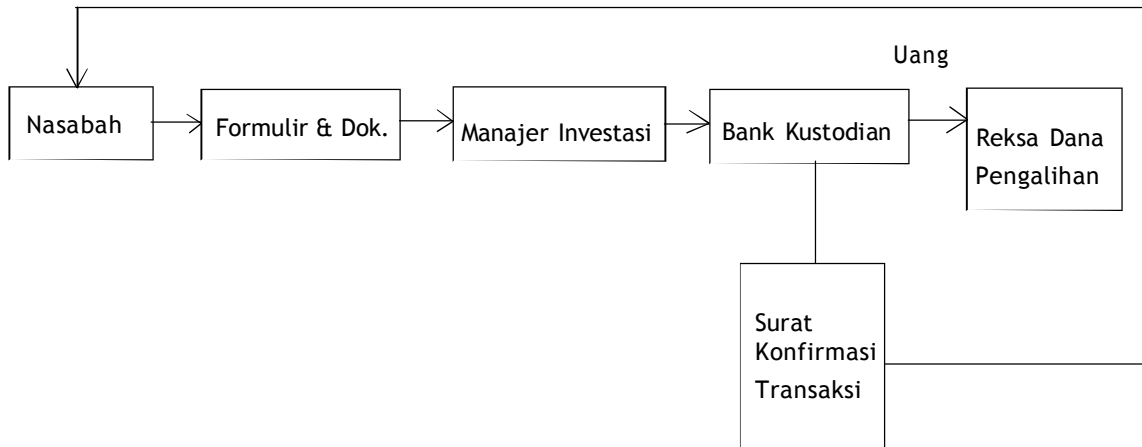 Uang
Nasabah
Formulir & Dok.
Manajer Investasi
Bank Kustodian
Reksa Dana
Pengalihan
Surat
Konfirmasi
Transaksi